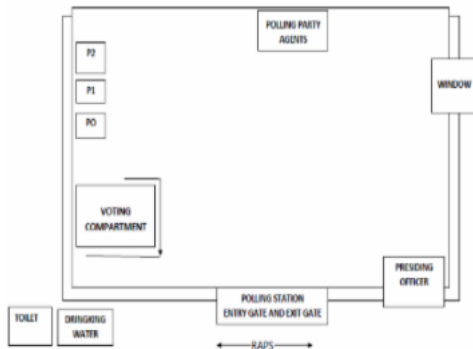 POLLING PARTY
AGENTS
P2
WINDOW
P1
PO
VOTING
COMPARTMENT
PRESIDING
OFFICER
POLLING STATION
ENTRY GATE AND EXIT GATE
TOILET
DRINGKING
WATER
RAPS